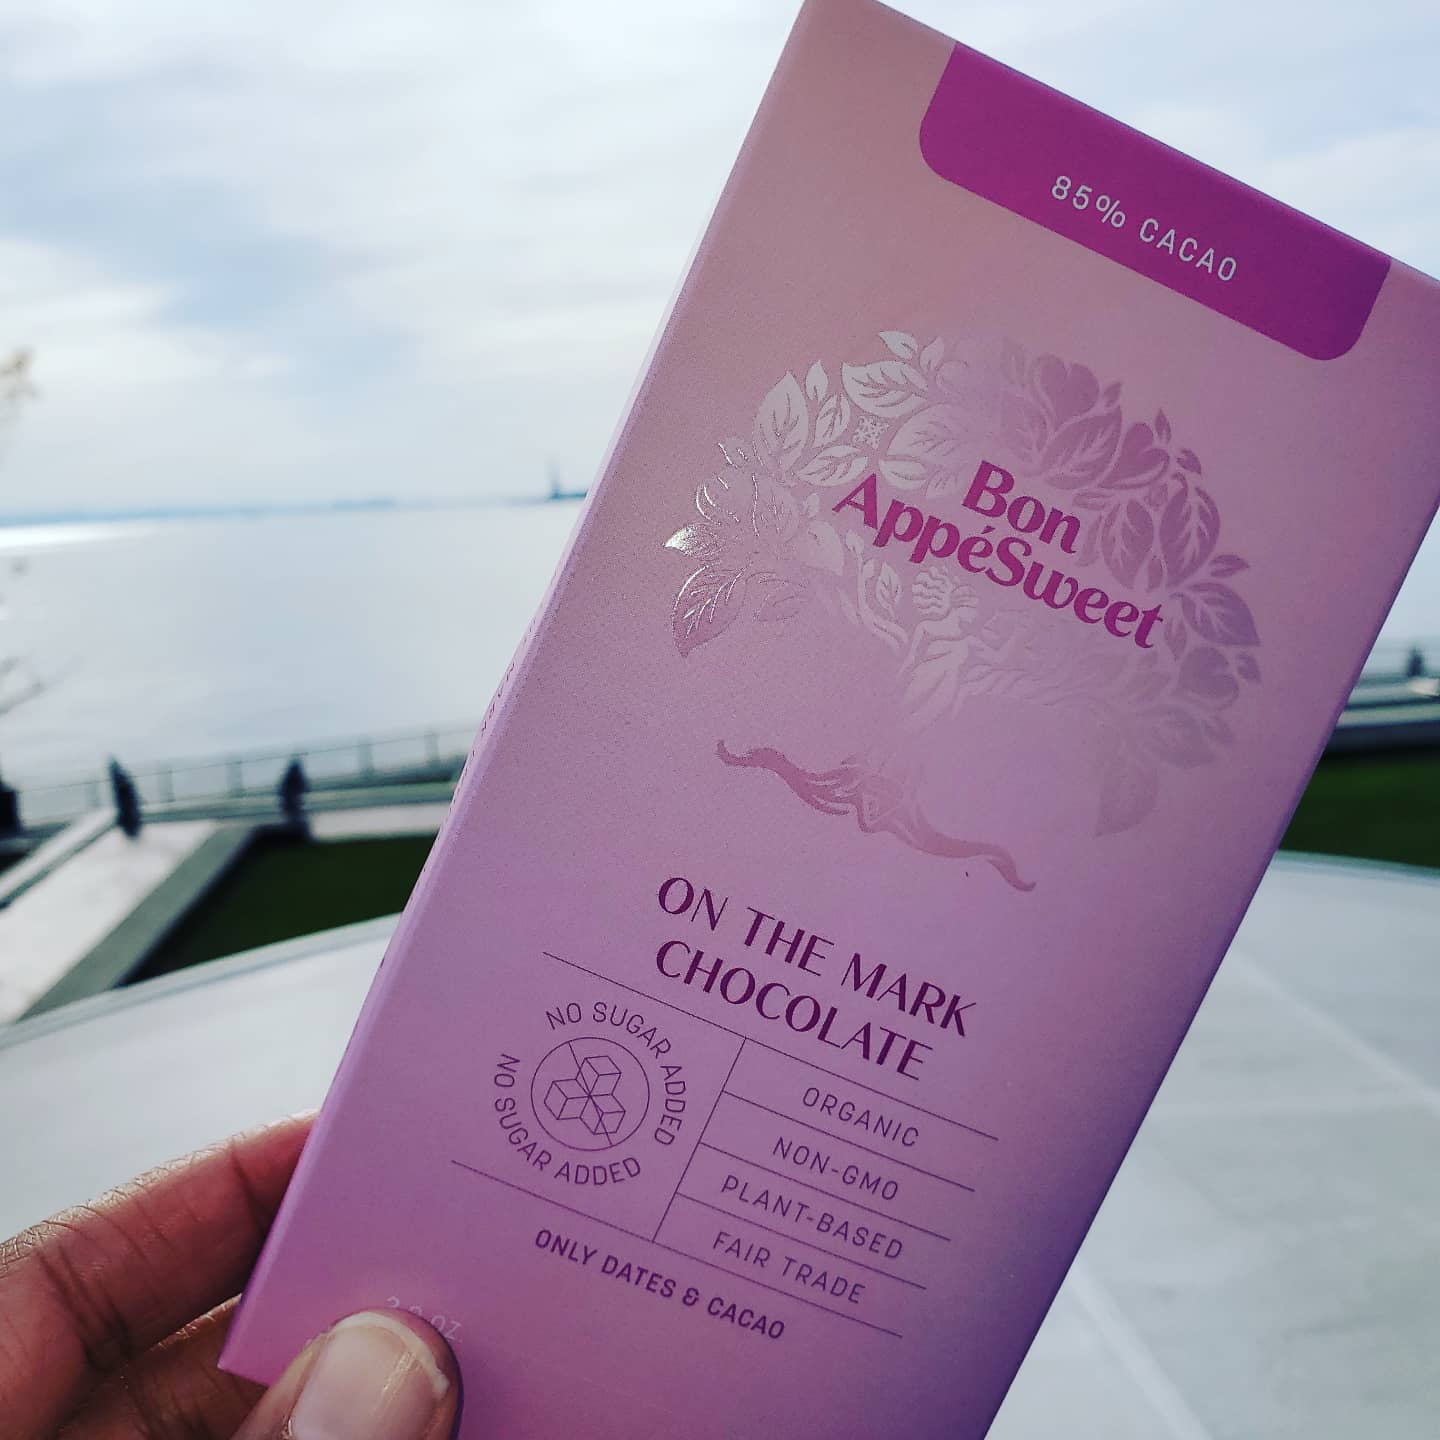 85% CACAO
Bon
AppéSweet
ON THE MARK
CHOCOLATE
NO SUGAR ADDED
NO SUGAR ADDED
ORGANIC
NON-GMO
PLANT-BASED
FAIR TRADE
ONLY DATES & CACAO
OZ.